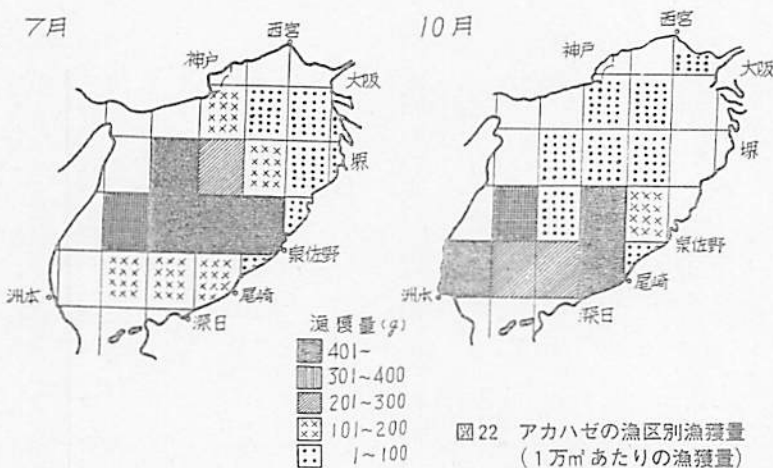 7月
西宮
神戸
大阪
堺
泉佐野
尾崎
深日
洲本
10月
西宮
神戸
大阪
堺
泉佐野
尾崎
深日
洲本
漁獲量(g)
401~
301~400
201~300
101~200
1~100
図22 アカハゼの漁区別漁獲量
(1万㎡あたりの漁獲量)